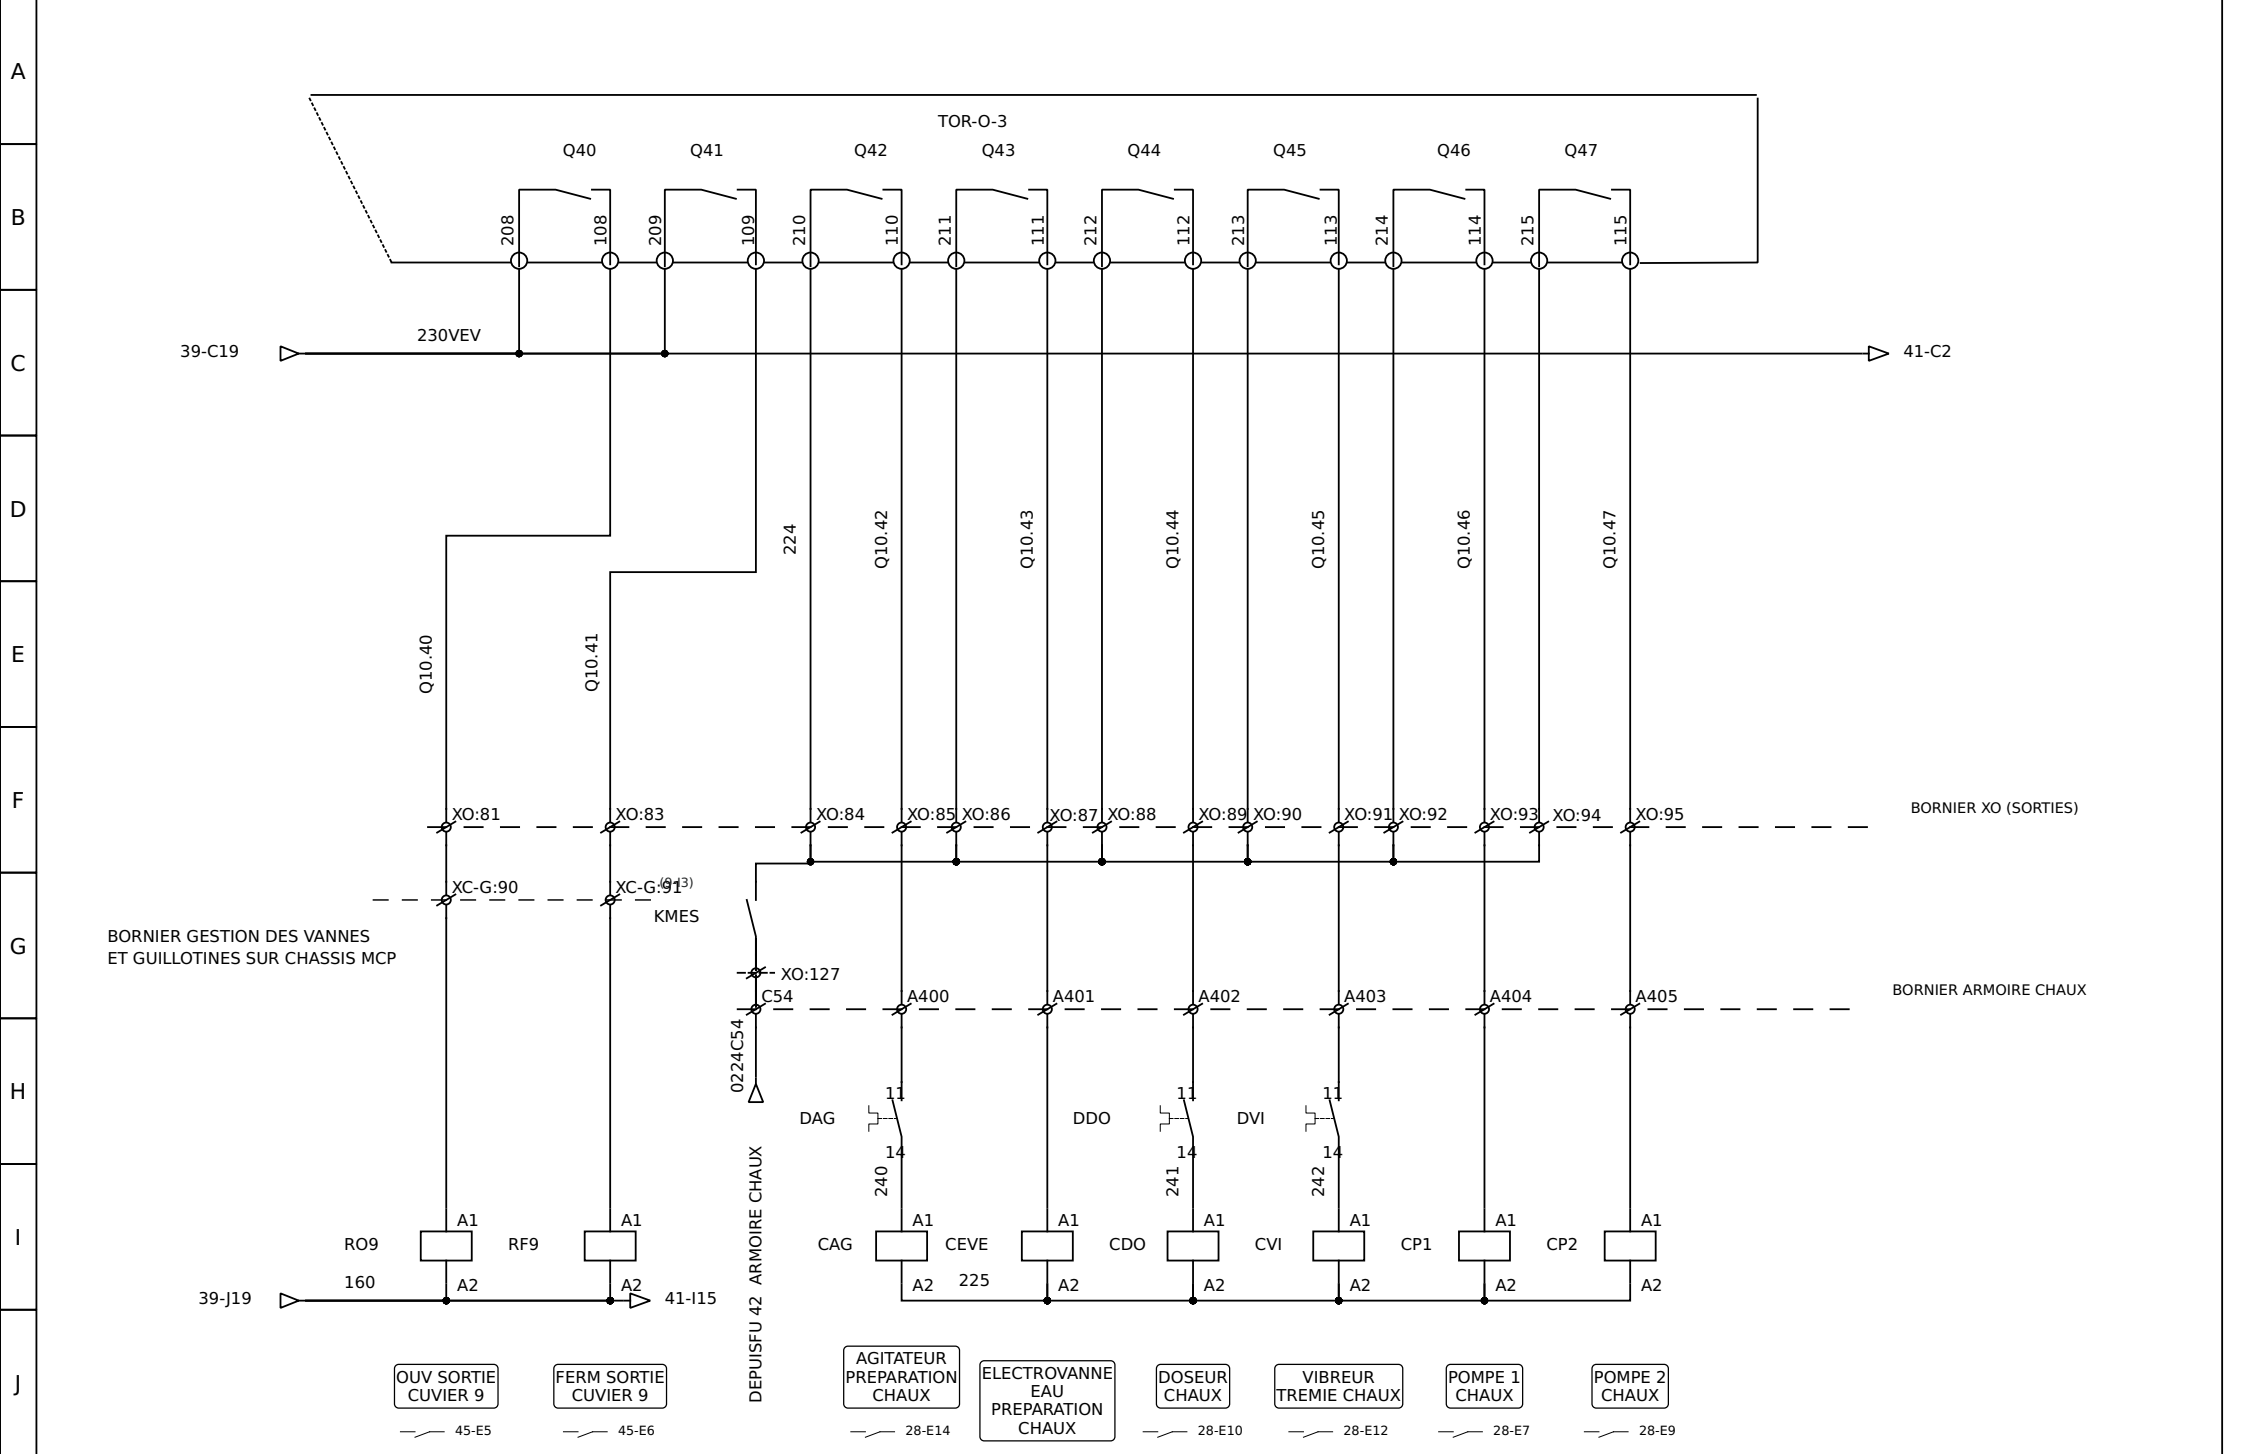 A
TOR-O-3
Q40 Q41 Q42 Q43 Q44 Q45 Q46 Q47
B
208 108 209 109 210 110 211 111 212 112 213 113 214 114 215 115
230VEV
39-C19 41-C2
C
D
224 Q10.42 Q10.43 Q10.44 Q10.45 Q10.46 Q10.47
E
Q10.40 Q10.41
F
XO:81 XO:83 XO:84 XO:85 XO:86 XO:87 XO:88 XO:89 XO:90 XO:91 XO:92 XO:93 XO:94 XO:95
BORNIER XO (SORTIES)
XC-G:90 XC-G:91
KMES
G
BORNIER GESTION DES VANNES
ET GUILLOTINES SUR CHASSIS MCP
XO:127
C54 A400 A401 A402 A403 A404 A405
BORNIER ARMOIRE CHAUX
0224C54
H
11 11 11
DAG DDO DVI
14 14 14
240 241 242
DEPUISFU 42 ARMOIRE CHAUX
A1 A1 A1 A1 A1 A1 A1 A1
I
RO9 RF9 CAG CEVE CDO CVI CP1 CP2
160 A2 A2 A2 225 A2 A2 A2 A2 A2
39-J19 41-I15
J
OUV SORTIE
CUVIER 9
45-E5
FERM SORTIE
CUVIER 9
45-E6
AGITATEUR
PREPARATION
CHAUX
28-E14
ELECTROVANNE
EAU
PREPARATION
CHAUX
DOSEUR
CHAUX
28-E10
VIBREUR
TREMIE CHAUX
28-E12
POMPE 1
CHAUX
28-E7
POMPE 2
CHAUX
28-E9